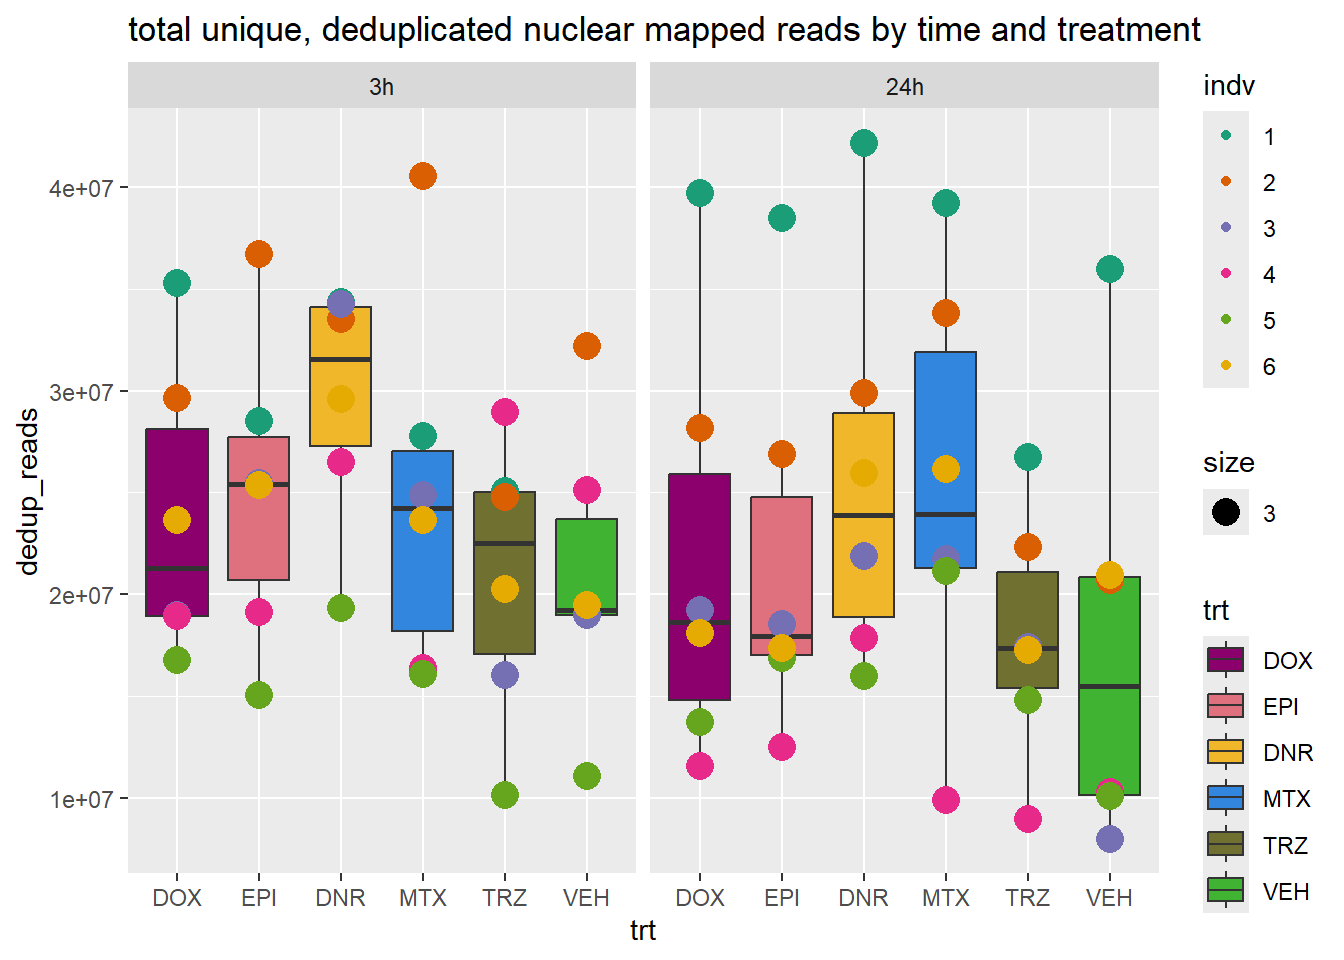 total unique, deduplicated nuclear mapped reads by time and treatment
3h
24h
dedup_reads
4e+07
3e+07
2e+07
1e+07
DOX EPI DNR MTX TRZ VEH
DOX EPI DNR MTX TRZ VEH
trt
indv
1
2
3
4
5
6
size
3
trt
DOX
EPI
DNR
MTX
TRZ
VEH